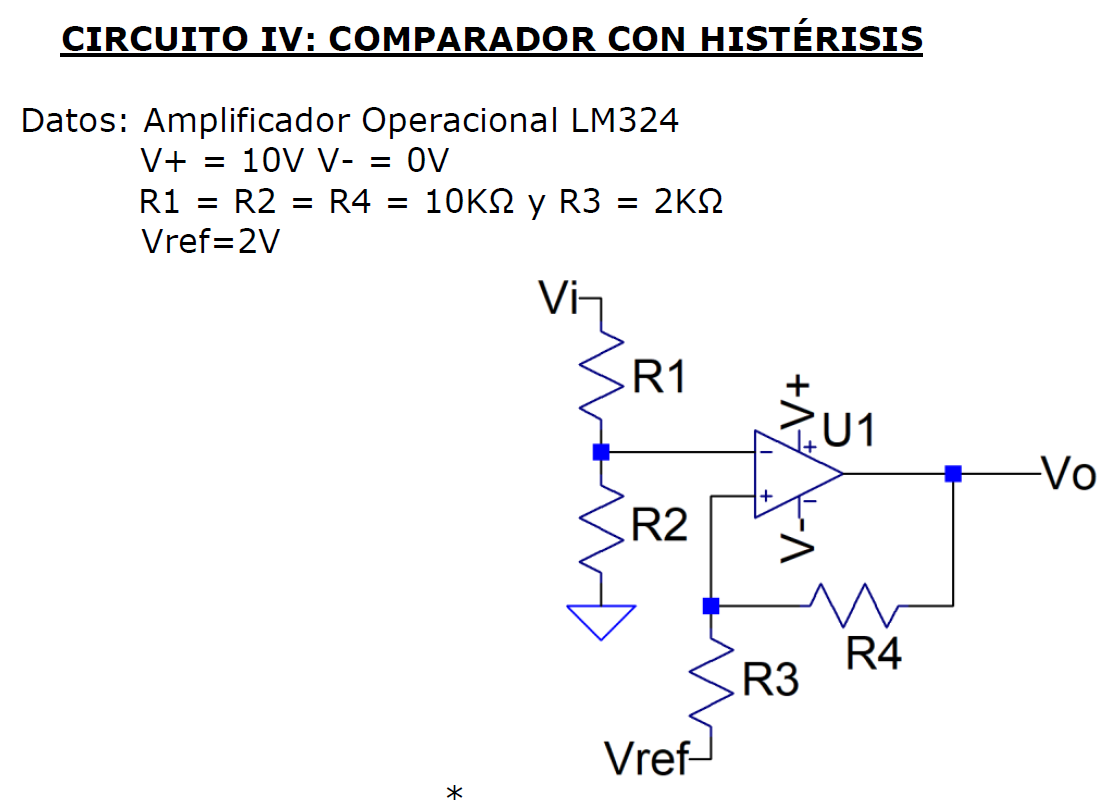 CIRCUITO IV: COMPARADOR CON HISTÉRISIS
Datos: Amplificador Operacional LM324
V+ = 10V V- = 0V
R1 = R2 = R4 = 10KΩ y R3 = 2KΩ
Vref=2V
Vi
R1
V+
U1
+
-
Vo
+
-
R2
V-
R4
R3
Vref
*